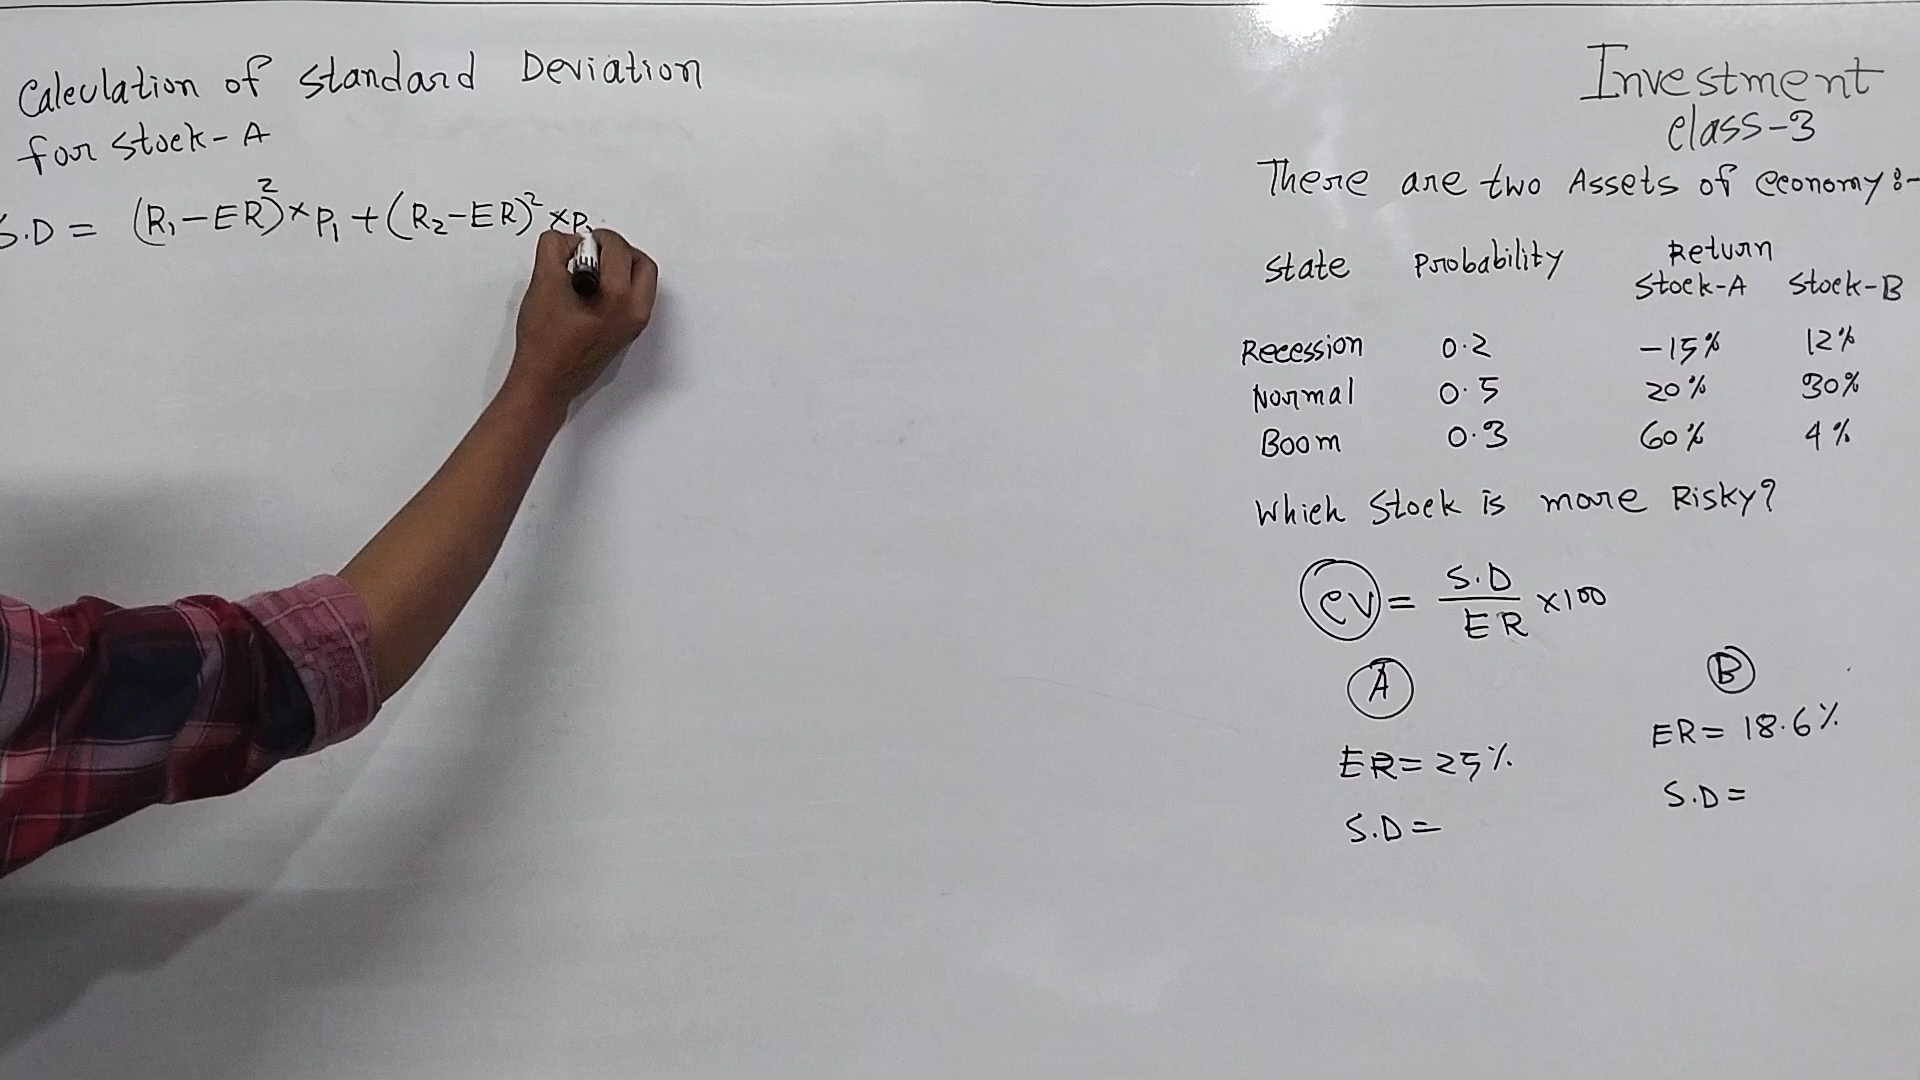 Calculation of Standard Deviation
for Stock-A
S.D = (R₁-ER)²×P₁+(R₂-ER)²×P₂
Investment
Class-3
There are two Assets of economy:-
State Probability Return
Stock-A Stock-B
Recession 0.2 -15% 12%
Normal 0.5 20% 30%
Boom 0.3 60% 4%
Which Stock is more Risky?
CV = S.D/ER ×100
A
ER= 25%
S.D=
B
ER= 18.6%
S.D=